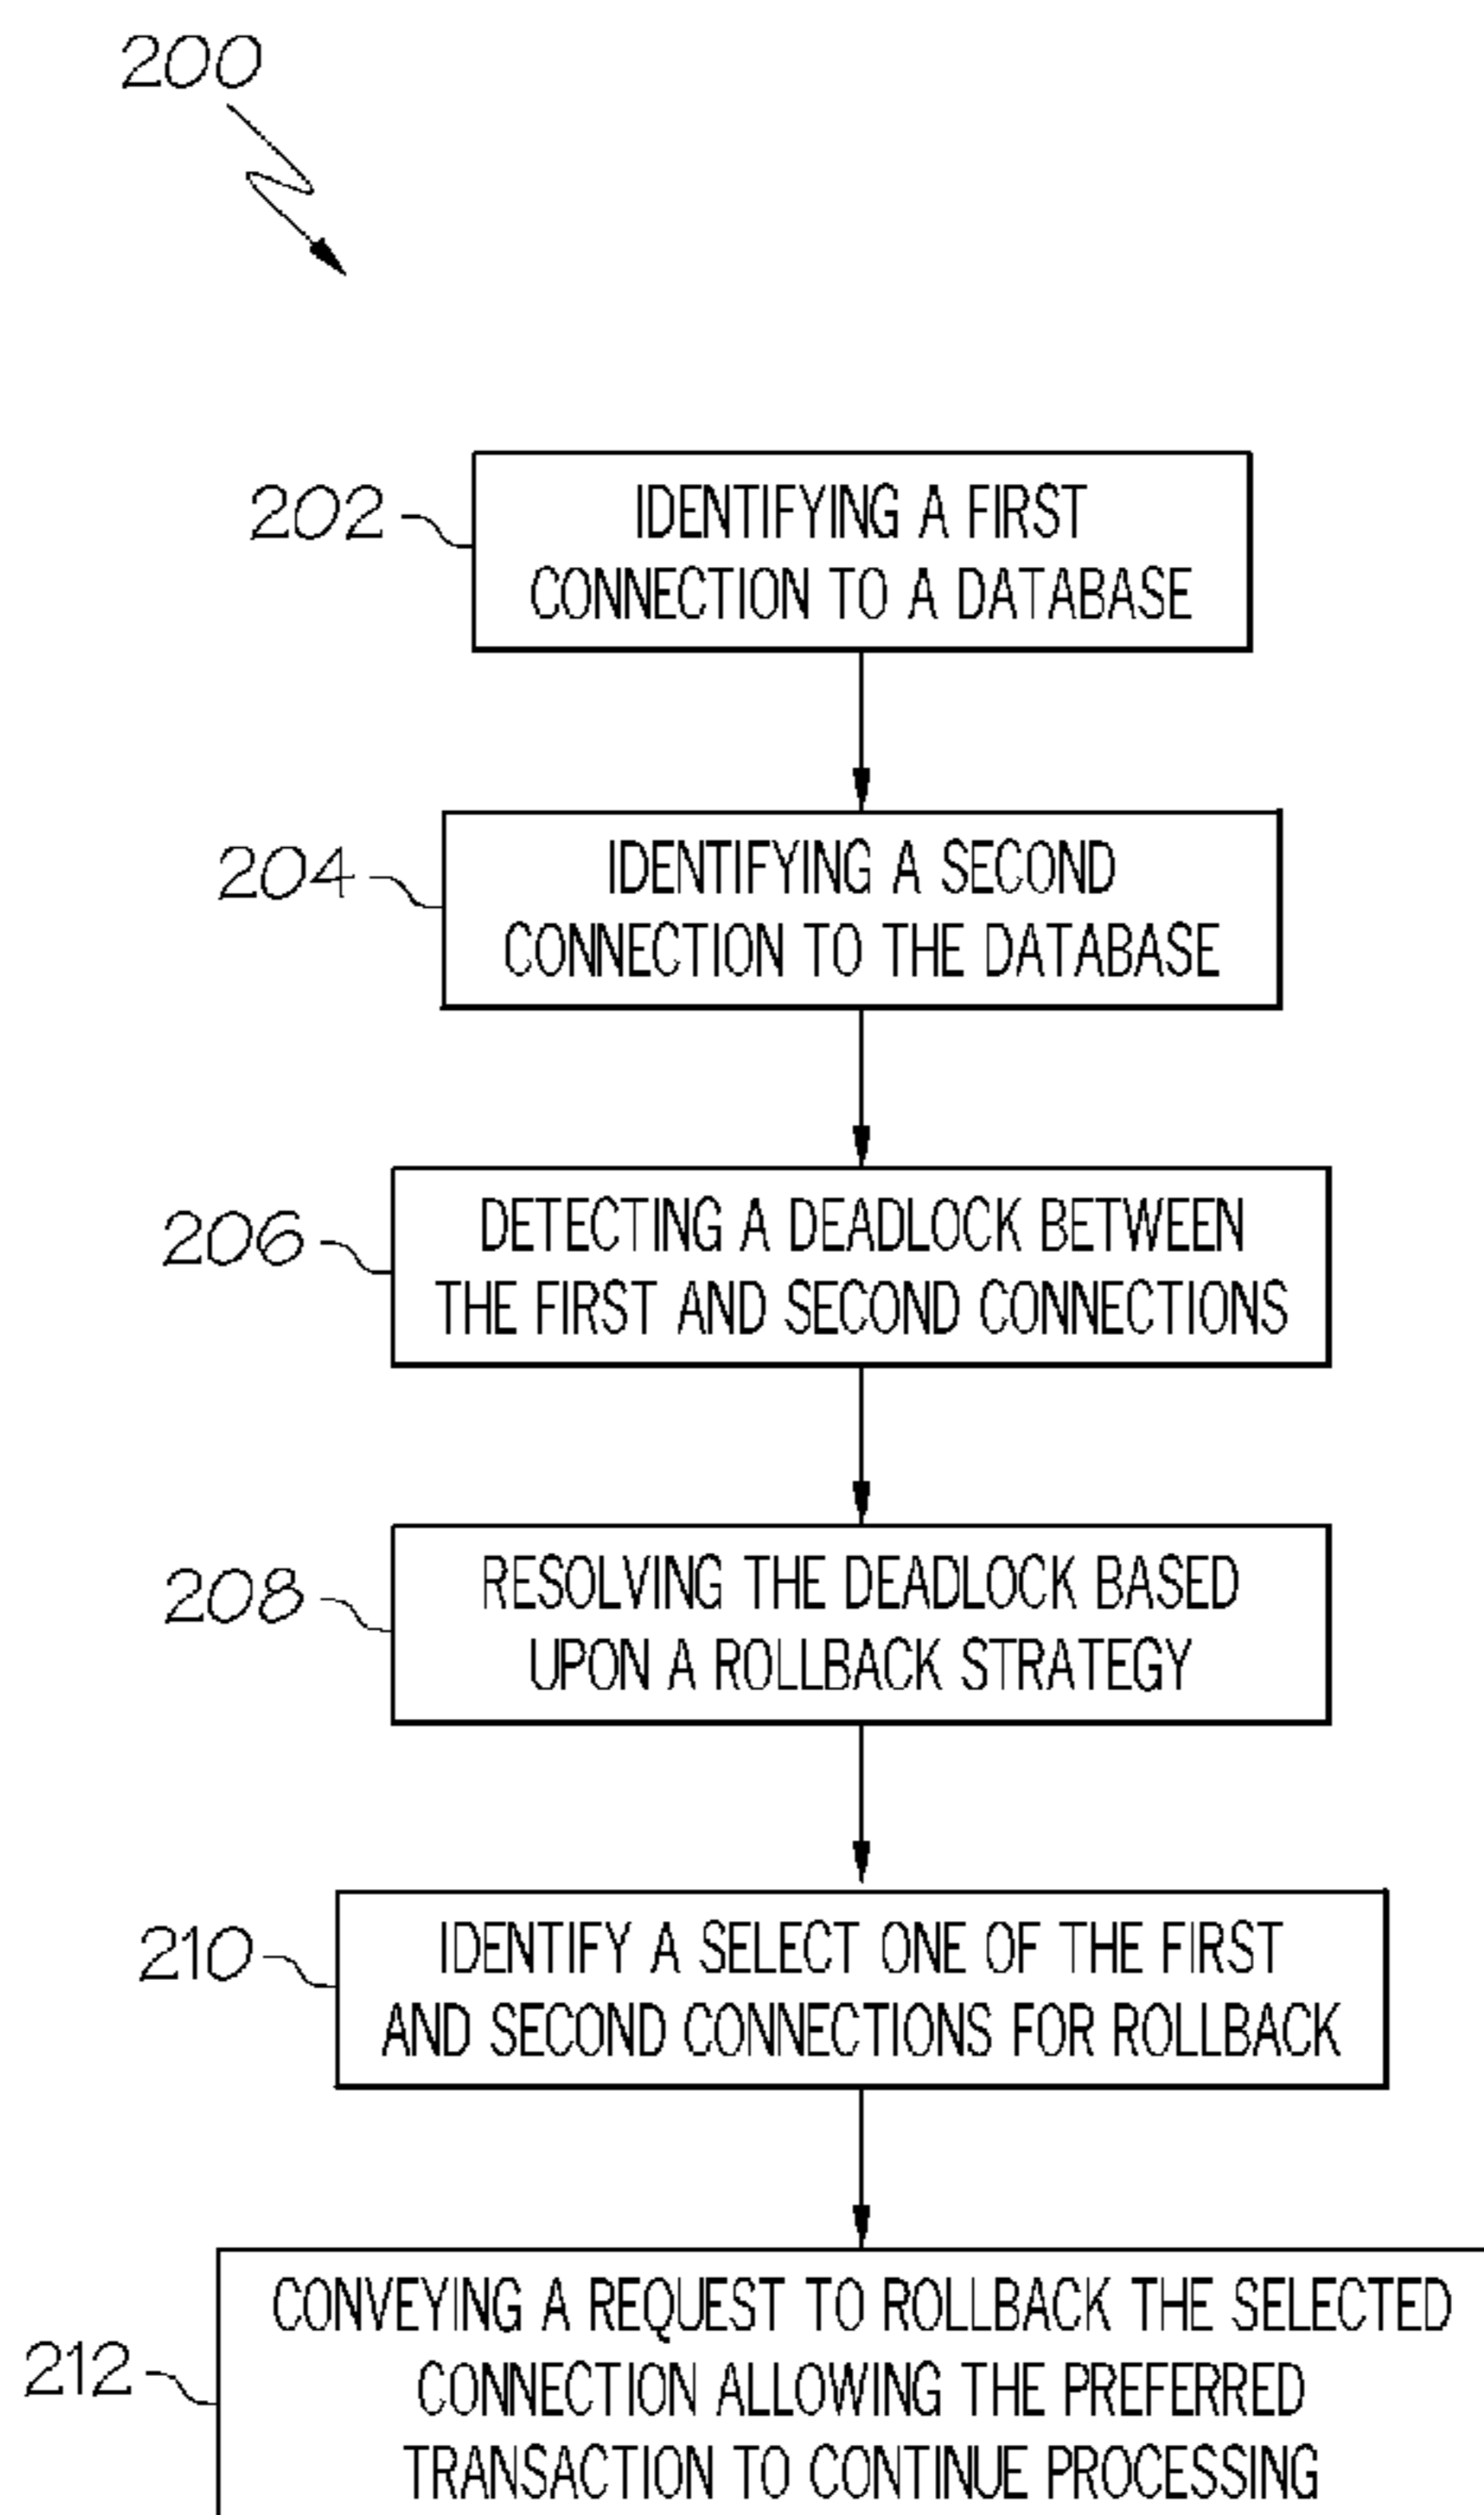 200
202
IDENTIFYING A FIRST
CONNECTION TO A DATABASE
204
IDENTIFYING A SECOND
CONNECTION TO THE DATABASE
206
DETECTING A DEADLOCK BETWEEN
THE FIRST AND SECOND CONNECTIONS
208
RESOLVING THE DEADLOCK BASED
UPON A ROLLBACK STRATEGY
210
IDENTIFY A SELECT ONE OF THE FIRST
AND SECOND CONNECTIONS FOR ROLLBACK
212
CONVEYING A REQUEST TO ROLLBACK THE SELECTED
CONNECTION ALLOWING THE PREFERRED
TRANSACTION TO CONTINUE PROCESSING